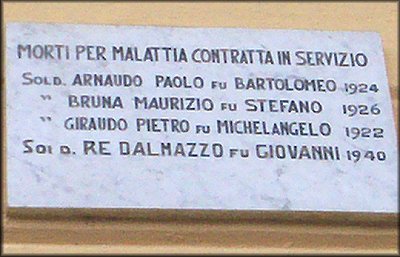 MORTI PER MALATTIA CONTRATTA IN SERVIZIO
SOLD. ARNAUDO PAOLO FU BARTOLOMEO 1924
" BRUNA MAURIZIO FU STEFANO 1926
" GIRAUDO PIETRO FU MICHELANGELO 1922
SOLD. RE DALMAZZO FU GIOVANNI 1940